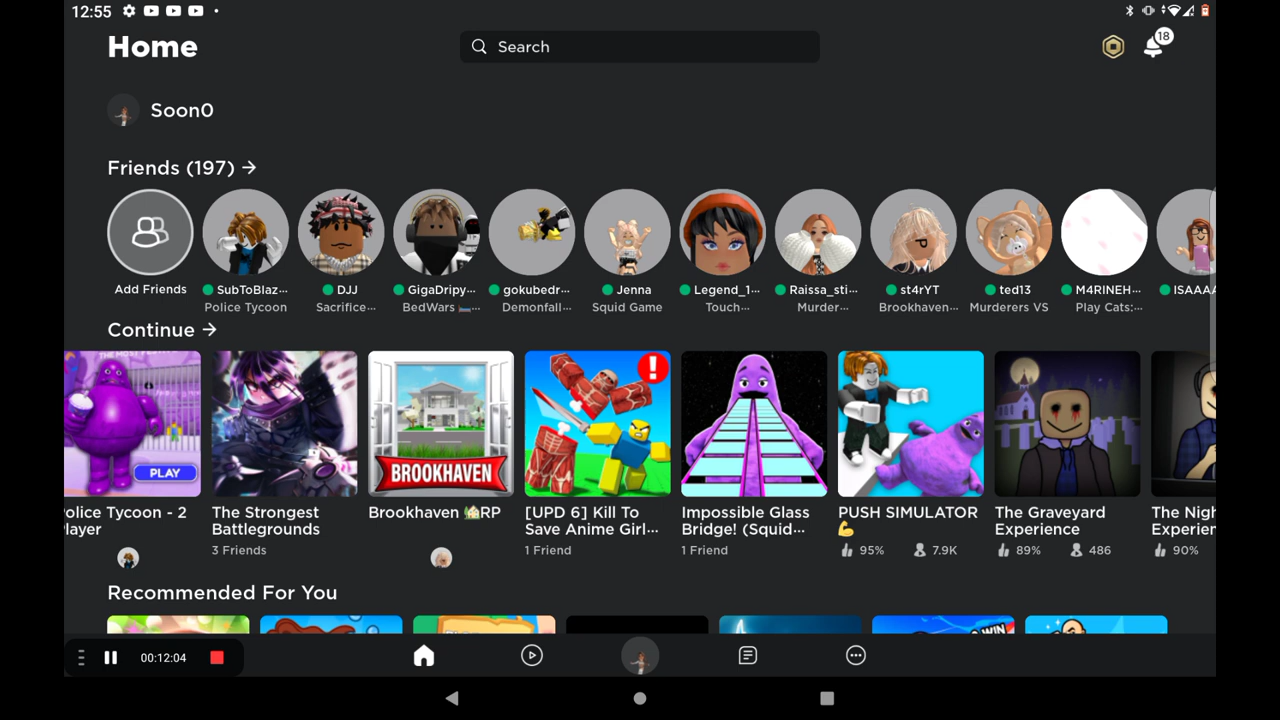 12:55
Home
Search
18
Soon0
Friends (197) →
Add Friends
SubToBlaz...
Police Tycoon
DJJ
Sacrifice...
GigaDripy...
BedWars 🛏️...
gokubedr...
Demonfall...
Jenna
Squid Game
Legend_1...
Touch...
Raissa_sti...
Murder...
st4rYT
Brookhaven...
ted13
Murderers VS
M4RINEH...
Play Cats:...
ISAAA
Continue →
PLAY
BROOKHAVEN
olice Tycoon - 2
layer
The Strongest
Battlegrounds
3 Friends
Brookhaven 🏡RP
[UPD 6] Kill To
Save Anime Girl...
1 Friend
Impossible Glass
Bridge! (Squid...
1 Friend
PUSH SIMULATOR
💪
95% 7.9K
The Graveyard
Experience
89% 486
The Nigh
Experien
90%
Recommended For You
WIN
00:12:04